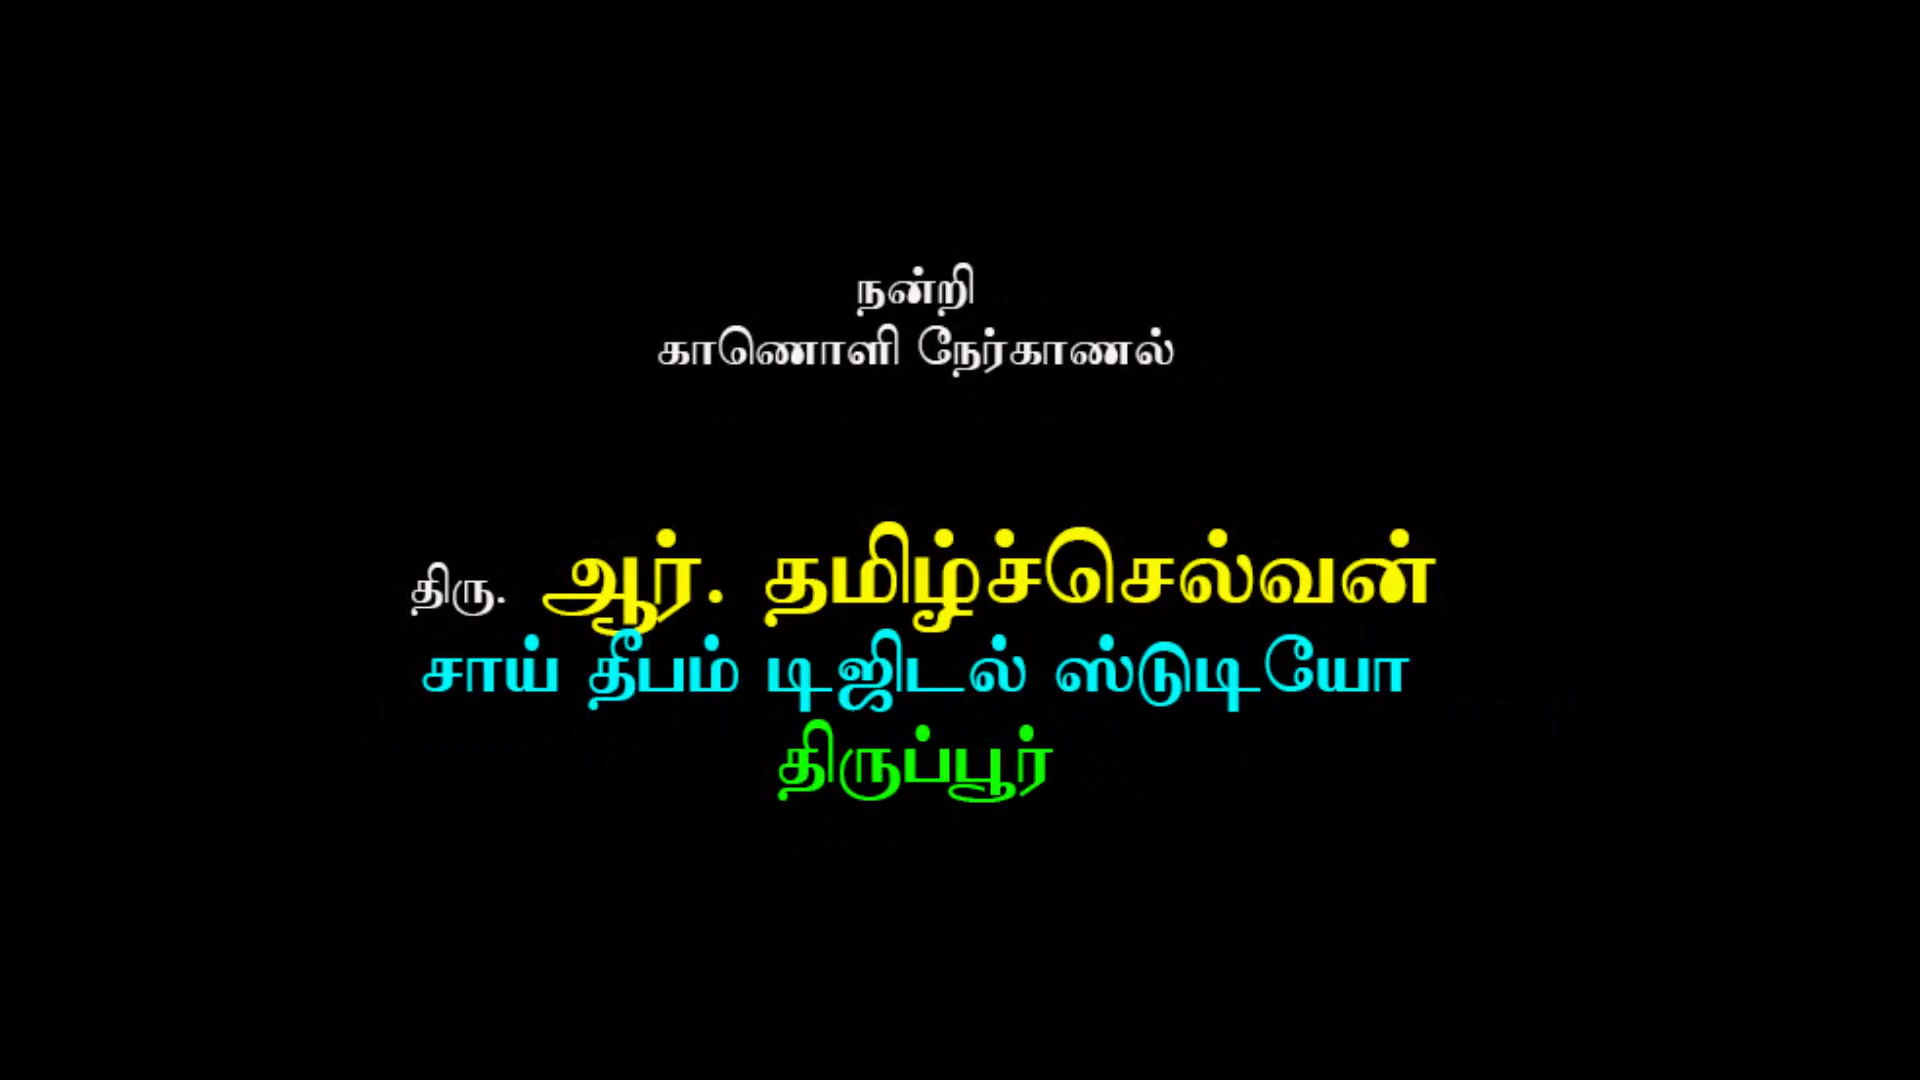 நன்றி
காணொளி நேர்காணல்
திரு. ஆர். தமிழ்ச்செல்வன்
சாய் தீபம் டிஜிடல் ஸ்டுடியோ
திருப்பூர்